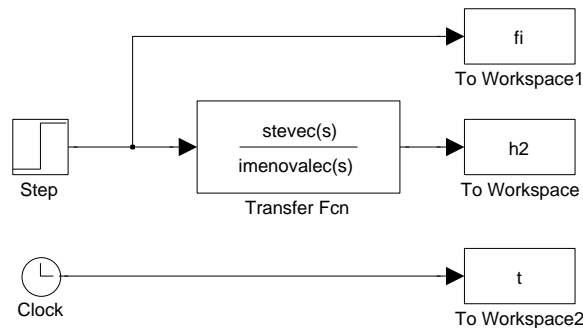 fi
To Workspace1
stevec(s)
imenovalec(s)
h2
Step
Transfer Fcn
To Workspace
t
Clock
To Workspace2